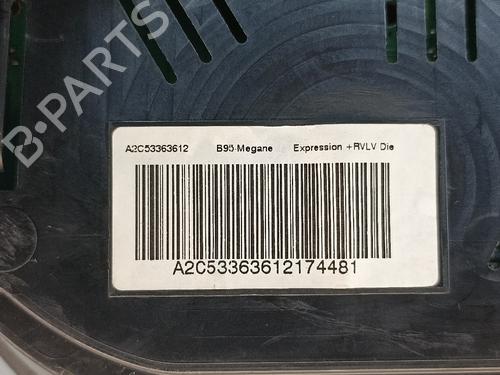 B-PARTS
A2C53363612 B95-Megane Expression +RVLV Die
A2C53363612174481